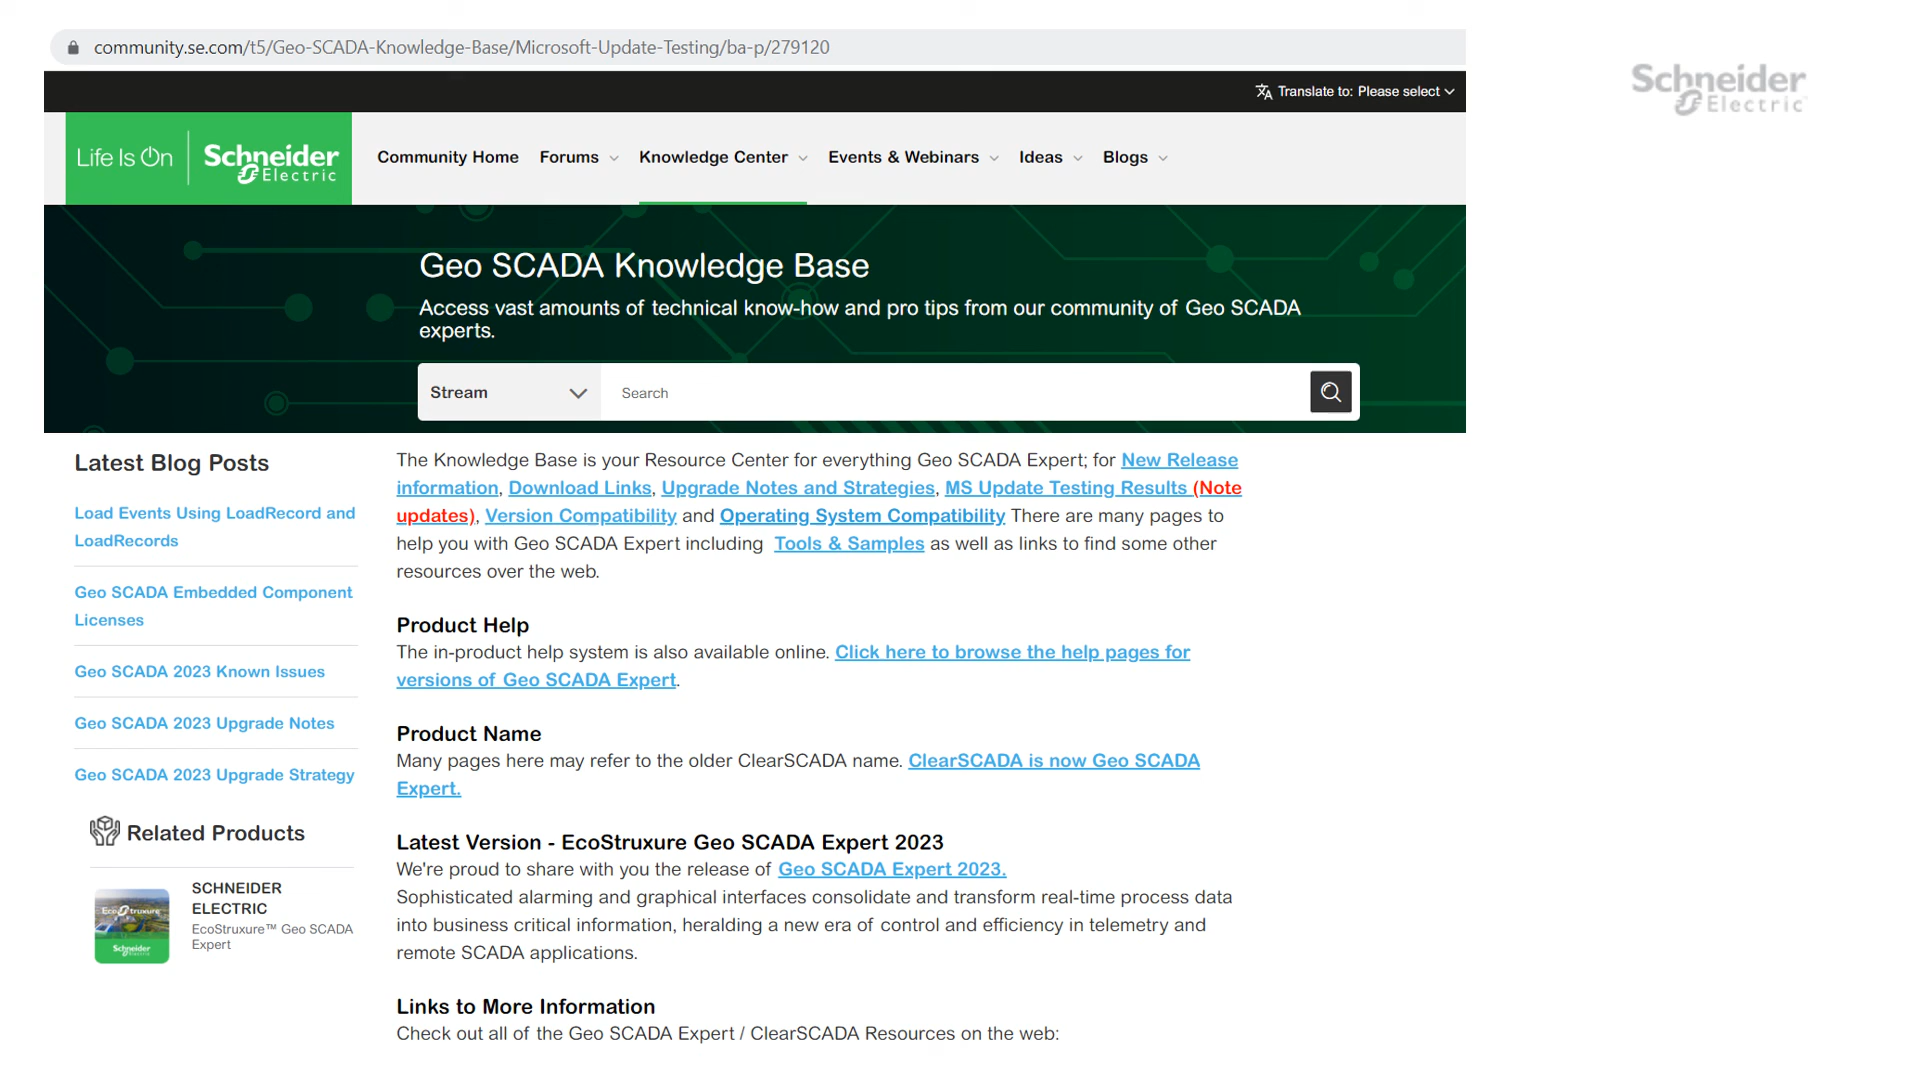 community.se.com/t5/Geo-SCADA-Knowledge-Base/Microsoft-Update-Testing/ba-p/279120
Schneider
Electric
Translate to: Please select
Life Is On
Schneider
Electric
Community Home Forums Knowledge Center Events & Webinars Ideas Blogs
Geo SCADA Knowledge Base
Access vast amounts of technical know-how and pro tips from our community of Geo SCADA
experts.
Stream Search
Latest Blog Posts
Load Events Using LoadRecord and
LoadRecords
Geo SCADA Embedded Component
Licenses
Geo SCADA 2023 Known Issues
Geo SCADA 2023 Upgrade Notes
Geo SCADA 2023 Upgrade Strategy
Related Products
EcoStruxure
Schneider
Electric
SCHNEIDER
ELECTRIC
EcoStruxure™ Geo SCADA
Expert
The Knowledge Base is your Resource Center for everything Geo SCADA Expert; for New Release
information, Download Links, Upgrade Notes and Strategies, MS Update Testing Results (Note
updates), Version Compatibility and Operating System Compatibility There are many pages to
help you with Geo SCADA Expert including Tools & Samples as well as links to find some other
resources over the web.
Product Help
The in-product help system is also available online. Click here to browse the help pages for
versions of Geo SCADA Expert.
Product Name
Many pages here may refer to the older ClearSCADA name. ClearSCADA is now Geo SCADA
Expert.
Latest Version - EcoStruxure Geo SCADA Expert 2023
We're proud to share with you the release of Geo SCADA Expert 2023.
Sophisticated alarming and graphical interfaces consolidate and transform real-time process data
into business critical information, heralding a new era of control and efficiency in telemetry and
remote SCADA applications.
Links to More Information
Check out all of the Geo SCADA Expert / ClearSCADA Resources on the web: